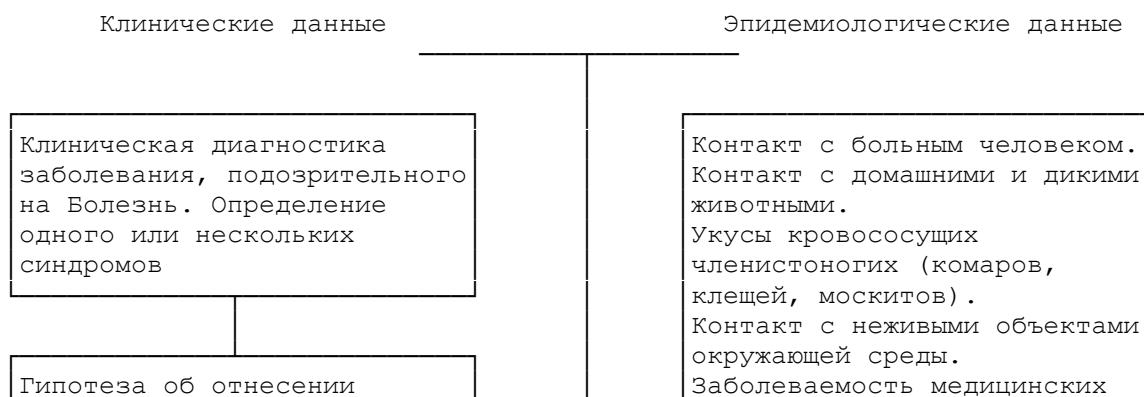 Клинические данные
Эпидемиологические данные
Клиническая диагностика
заболевания, подозрительного
на Болезнь. Определение
одного или нескольких
синдромов
Гипотеза об отнесении
Контакт с больным человеком.
Контакт с домашними и дикими
животными.
Укусы кровососущих
членистоногих (комаров,
клещей, москитов).
Контакт с неживыми объектами
окружающей среды.
Заболеваемость медицинских